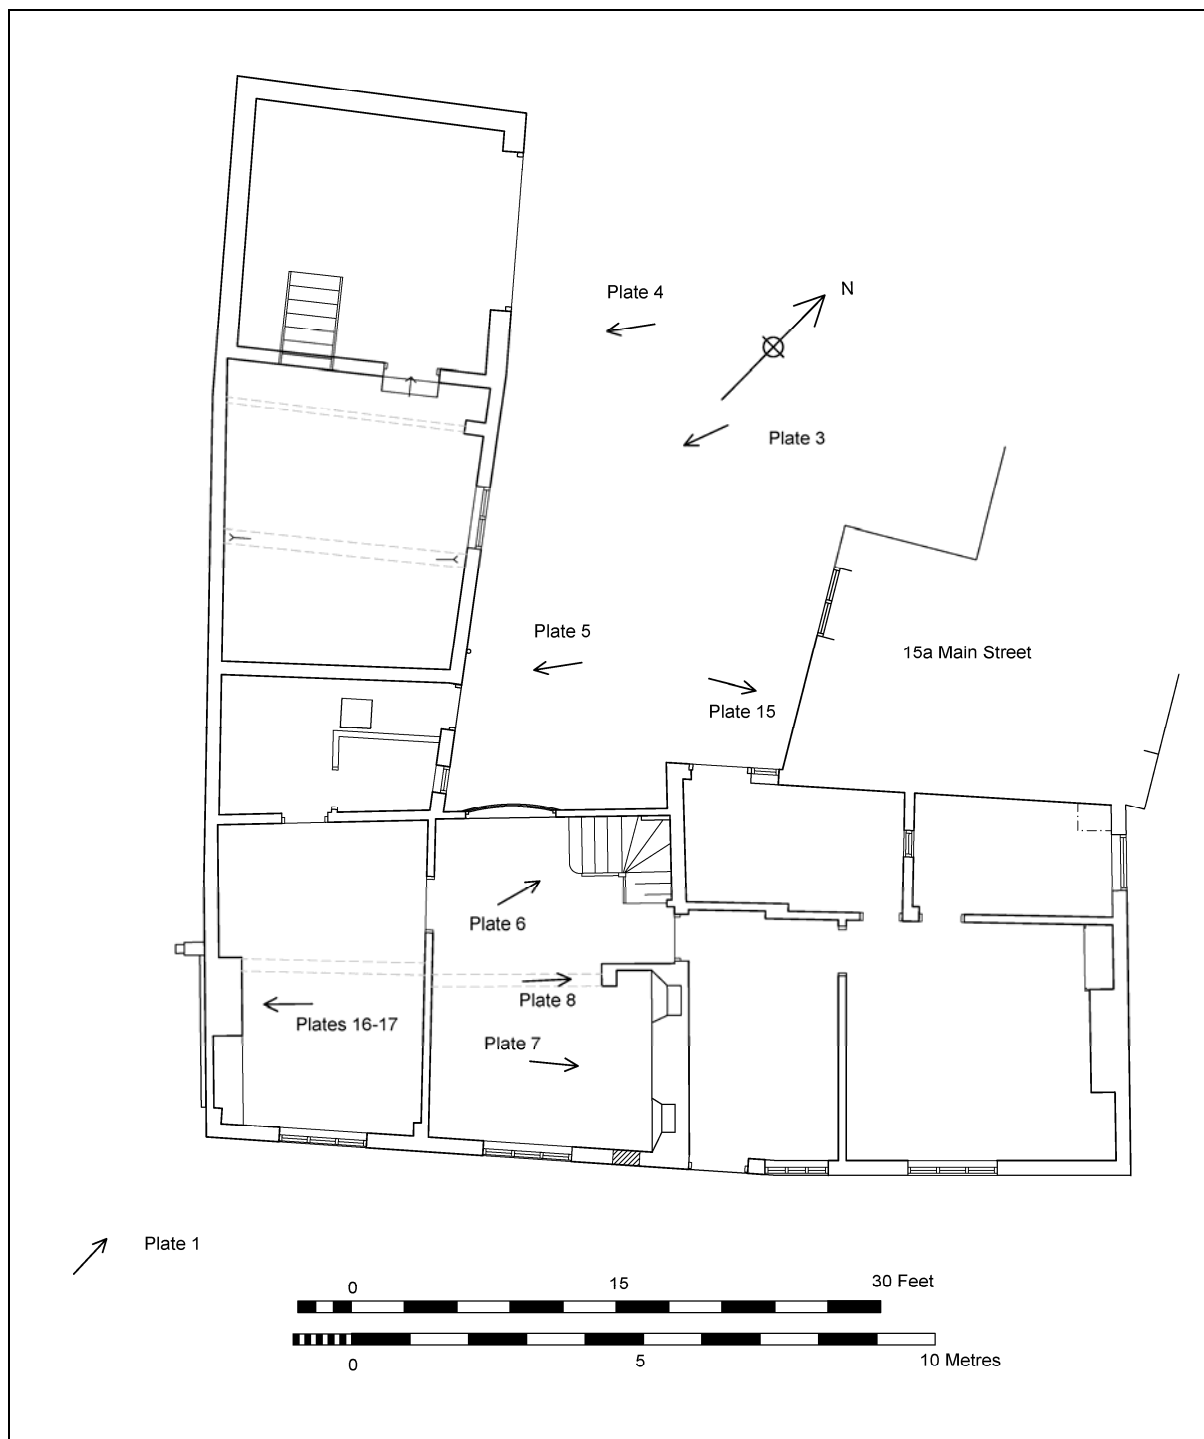 Plate 4
N
Plate 3
Plate 5
15a Main Street
Plate 15
Plate 6
Plate 8
Plates 16-17
Plate 7
Plate 1
0 15 30 Feet
0 5 10 Metres